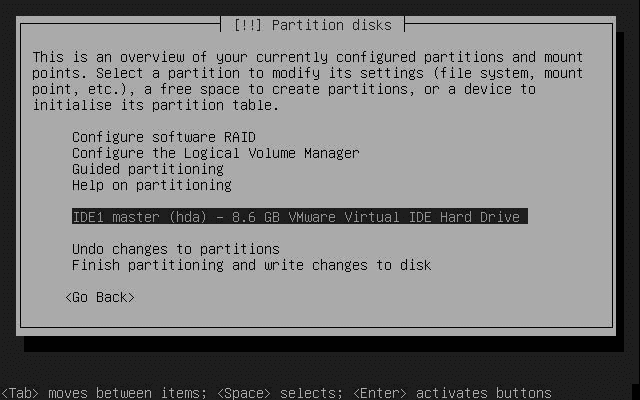 [!!] Partition disks
This is an overview of your currently configured partitions and mount
points. Select a partition to modify its settings (file system, mount
point, etc.), a free space to create partitions, or a device to
initialise its partition table.
Configure software RAID
Configure the Logical Volume Manager
Guided partitioning
Help on partitioning
IDE1 master (hda) - 8.6 GB VMware Virtual IDE Hard Drive
Undo changes to partitions
Finish partitioning and write changes to disk
<Go Back>
<Tab> moves between items; <Space> selects; <Enter> activates buttons